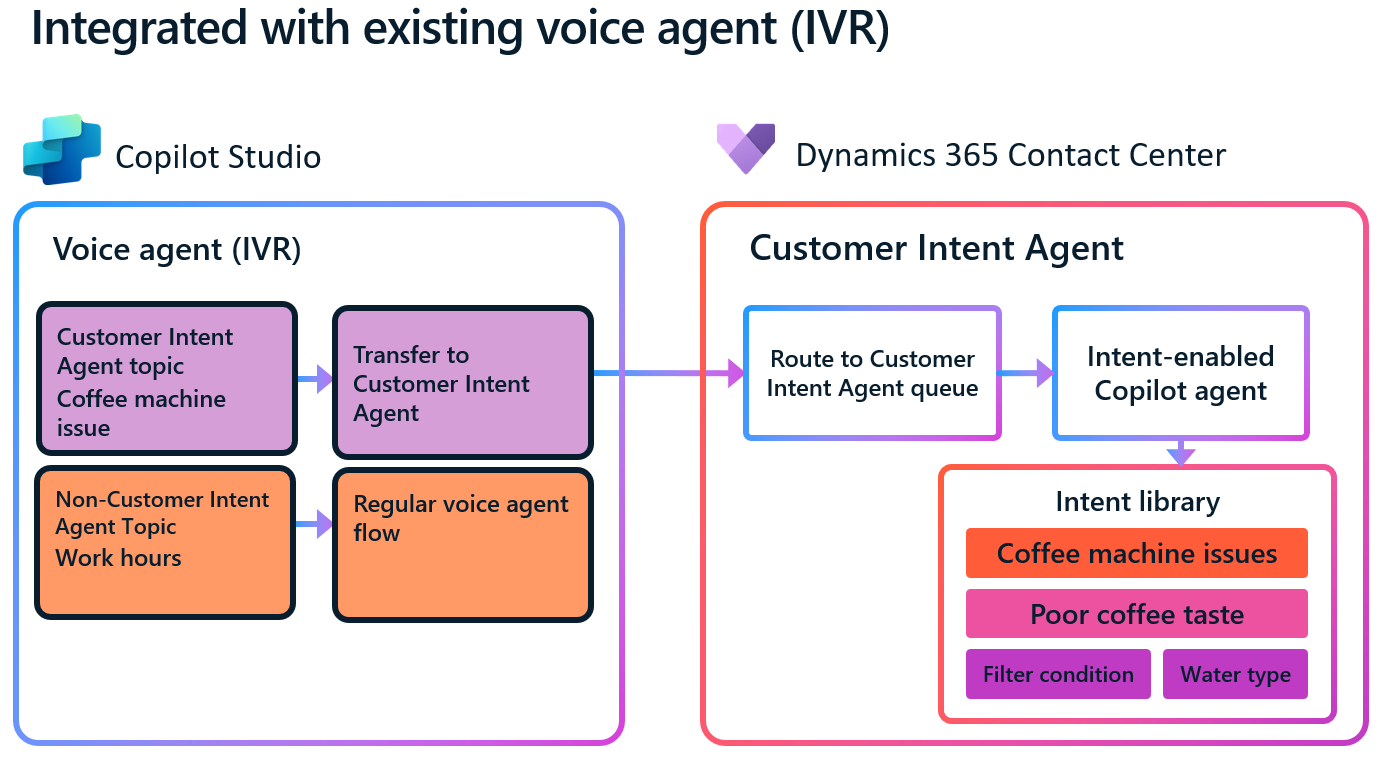 Integrated with existing voice agent (IVR)
Copilot Studio
Dynamics 365 Contact Center
Voice agent (IVR)
Customer Intent
Agent topic
Coffee machine
issue
Transfer to
Customer Intent
Agent
Non-Customer Intent
Agent Topic
Work hours
Regular voice agent
flow
Customer Intent Agent
Route to Customer
Intent Agent queue
Intent-enabled
Copilot agent
Intent library
Coffee machine issues
Poor coffee taste
Filter condition
Water type